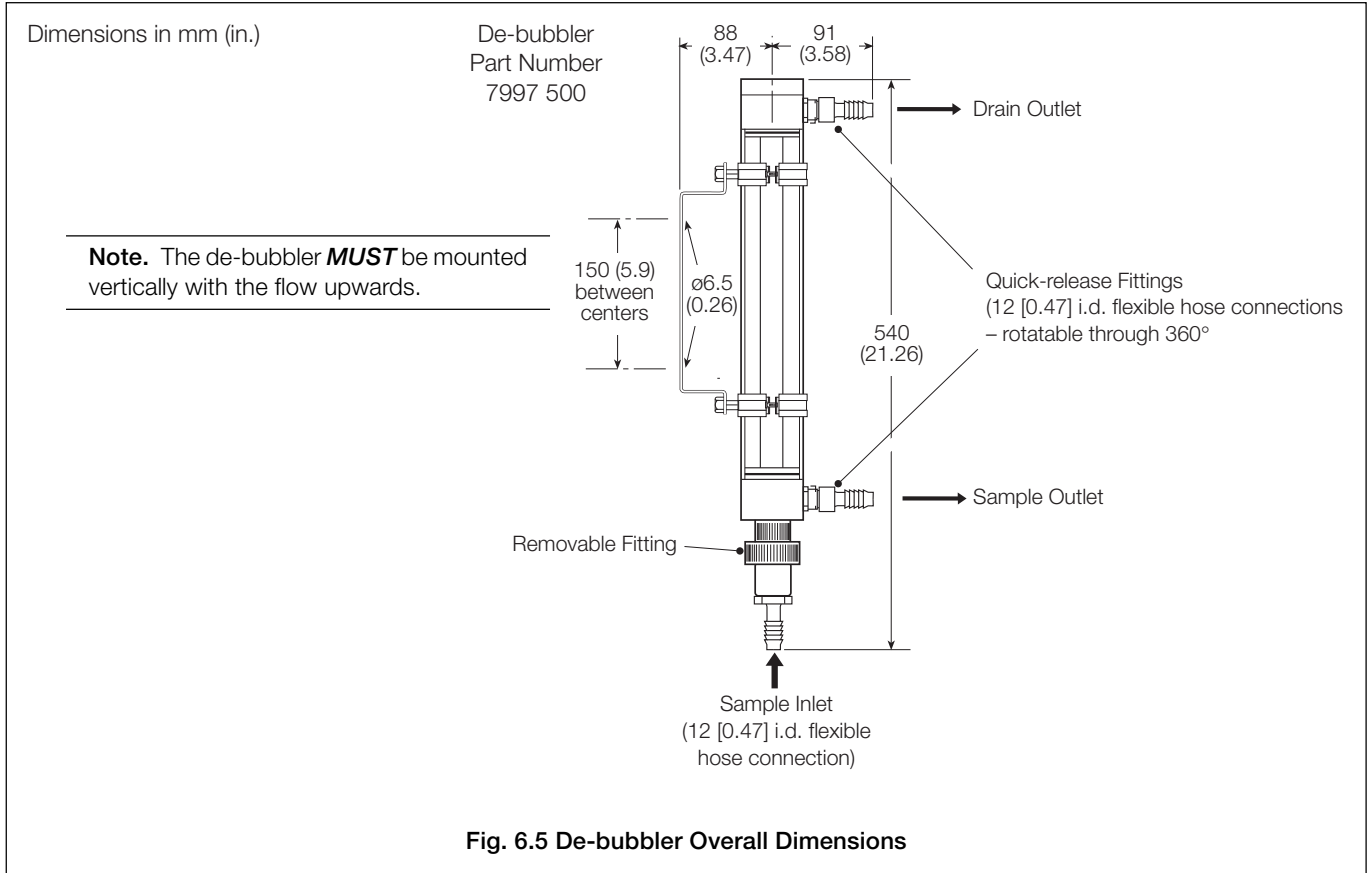 Dimensions in mm (in.)
De-bubbler
Part Number
7997 500
88
(3.47)
91
(3.58)
Drain Outlet
Note. The de-bubbler MUST be mounted
vertically with the flow upwards.
150 (5.9)
between
centers
ø6.5
(0.26)
Quick-release Fittings
(12 [0.47] i.d. flexible hose connections
– rotatable through 360°
540
(21.26)
Sample Outlet
Removable Fitting
Sample Inlet
(12 [0.47] i.d. flexible
hose connection)
Fig. 6.5 De-bubbler Overall Dimensions